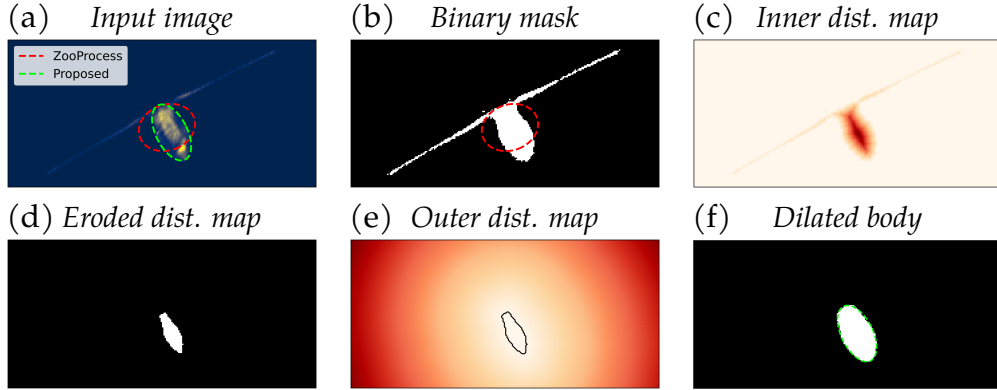 (a) Input image
ZooProcess
Proposed
(b) Binary mask
(c) Inner dist. map
(d) Eroded dist. map
(e) Outer dist. map
(f) Dilated body